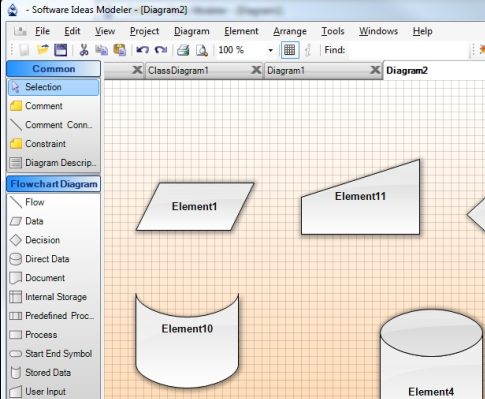 - Software Ideas Modeler - [Diagram2]
File Edit View Project Diagram Element Arrange Tools Windows Help
100 % Find:
Common
ClassDiagram1 Diagram1 Diagram2
Selection
Comment
Comment Conn..
Constraint
Diagram Descrip..
Flowchart Diagram
Flow
Data
Decision
Direct Data
Document
Internal Storage
Predefined Proc..
Process
Start End Symbol
Stored Data
User Input
Element1
Element11
Element10
Element4